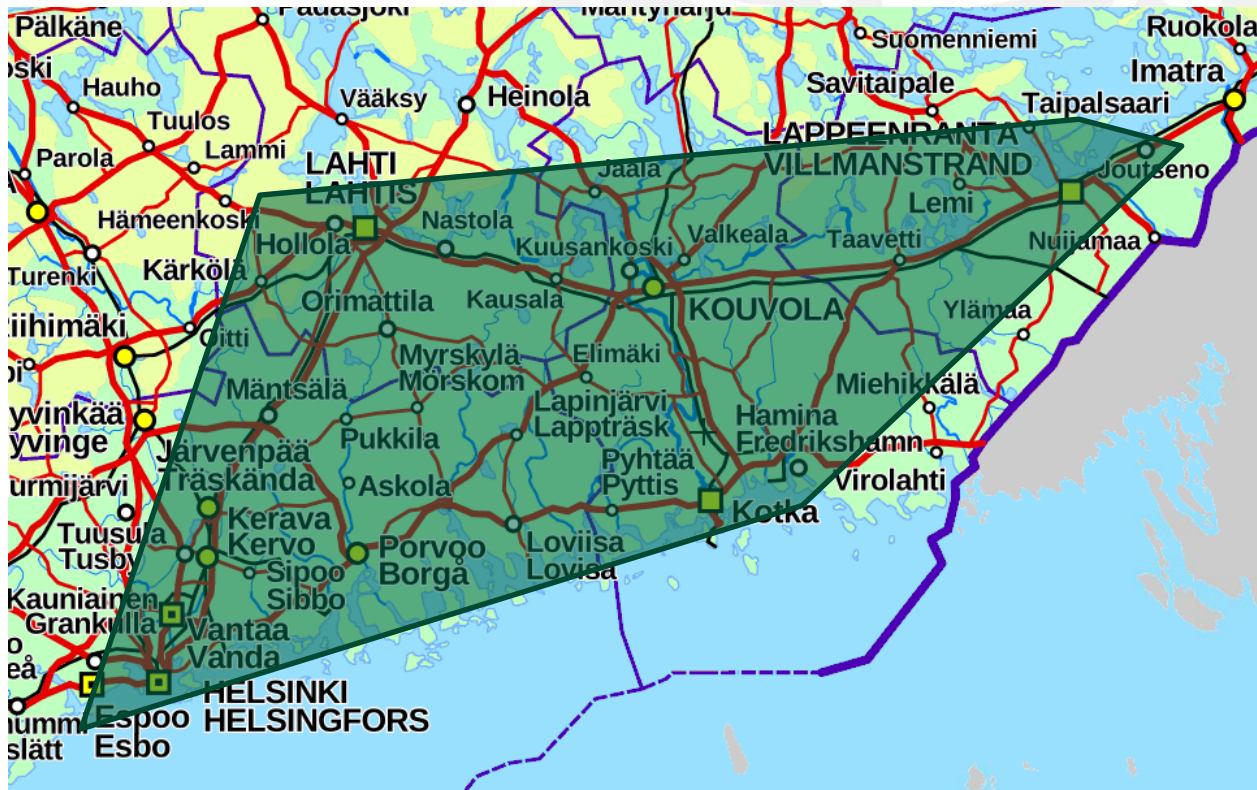 Pälkäne
Padasjoki
Mäntyharju
Suomenniemi
Ruokola
Imatra
oski
Hauho
Vääksy
Heinola
Savitaipale
Taipalsaari
Tuulos
Parola
Lammi
LAHTI
LAHTIS
LAPPEENRANTA
VILLMANSTRAND
Jaala
Joutseno
Lemi
Hämeenkoski
Hollola
Nastola
Kuusankoski
Valkeala
Taavetti
Nuijamaa
Turenki
Kärkölä
Orimattila
Kausala
KOUVOLA
Ylämaa
iihimäki
Oitti
Myrskylä
Mörskom
Elimäki
Miehikkälä
Mäntsälä
Lapinjärvi
Lappträsk
Hamina
Fredrikshamn
yvinkää
yvinge
Pukkila
Järvenpää
Träskända
Pyhtää
Pyttis
Virolahti
urmijärvi
Askola
Kotka
Tuusula
Tusby
Kerava
Kervo
Porvoo
Borgå
Loviisa
Lovisa
Sipoo
Sibbo
Kauniainen
Grankulla
Vantaa
Vanda
HELSINKI
HELSINGFORS
Espoo
Esbo
numm
slätt